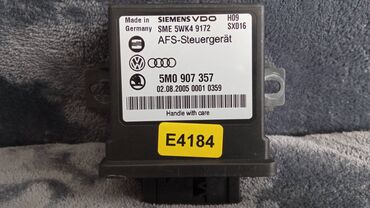 Made in
Germany
SIEMENS VDO
SME 5WK4 9172
H09
SX016
AFS-Steuergerät
5M0 907 357
02.08.2005 0001 0359
Handle with care
E4184